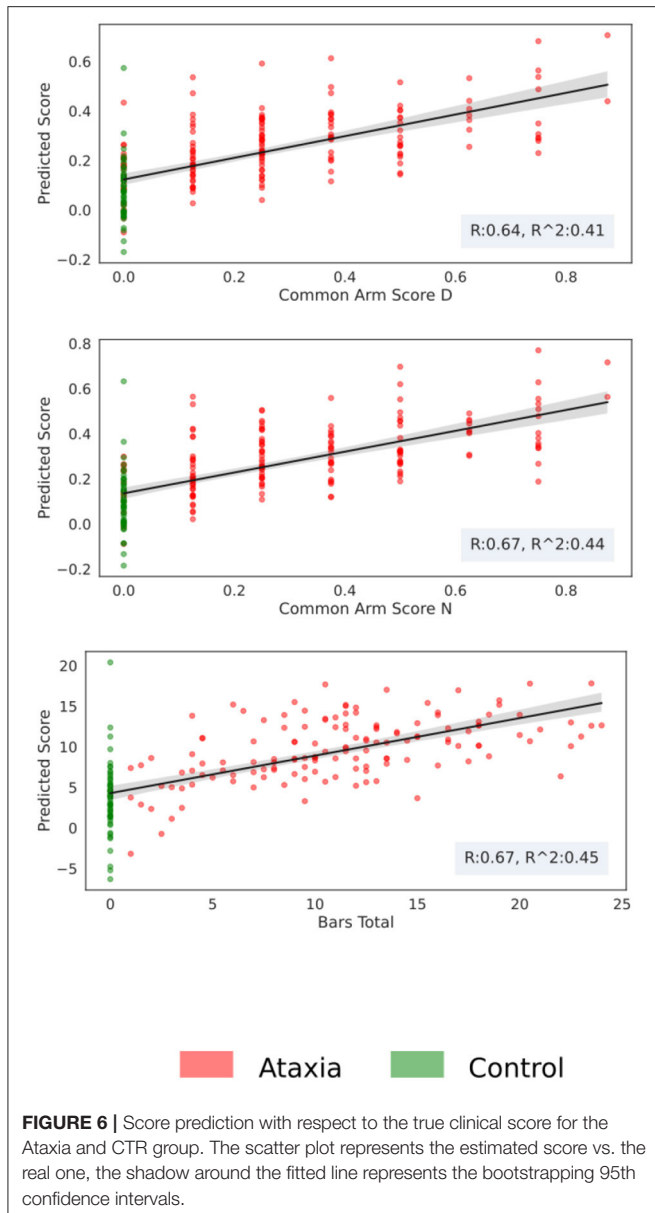 0.6
0.4
0.2
0.0
−0.2
Predicted Score
R:0.64, R^2:0.41
0.0 0.2 0.4 0.6 0.8
Common Arm Score D
0.8
0.6
0.4
0.2
0.0
−0.2
Predicted Score
R:0.67, R^2:0.44
0.0 0.2 0.4 0.6 0.8
Common Arm Score N
20
15
10
5
0
−5
Predicted Score
R:0.67, R^2:0.45
0 5 10 15 20 25
Bars Total
Ataxia Control
FIGURE 6 | Score prediction with respect to the true clinical score for the
Ataxia and CTR group. The scatter plot represents the estimated score vs. the
real one, the shadow around the fitted line represents the bootstrapping 95th
confidence intervals.